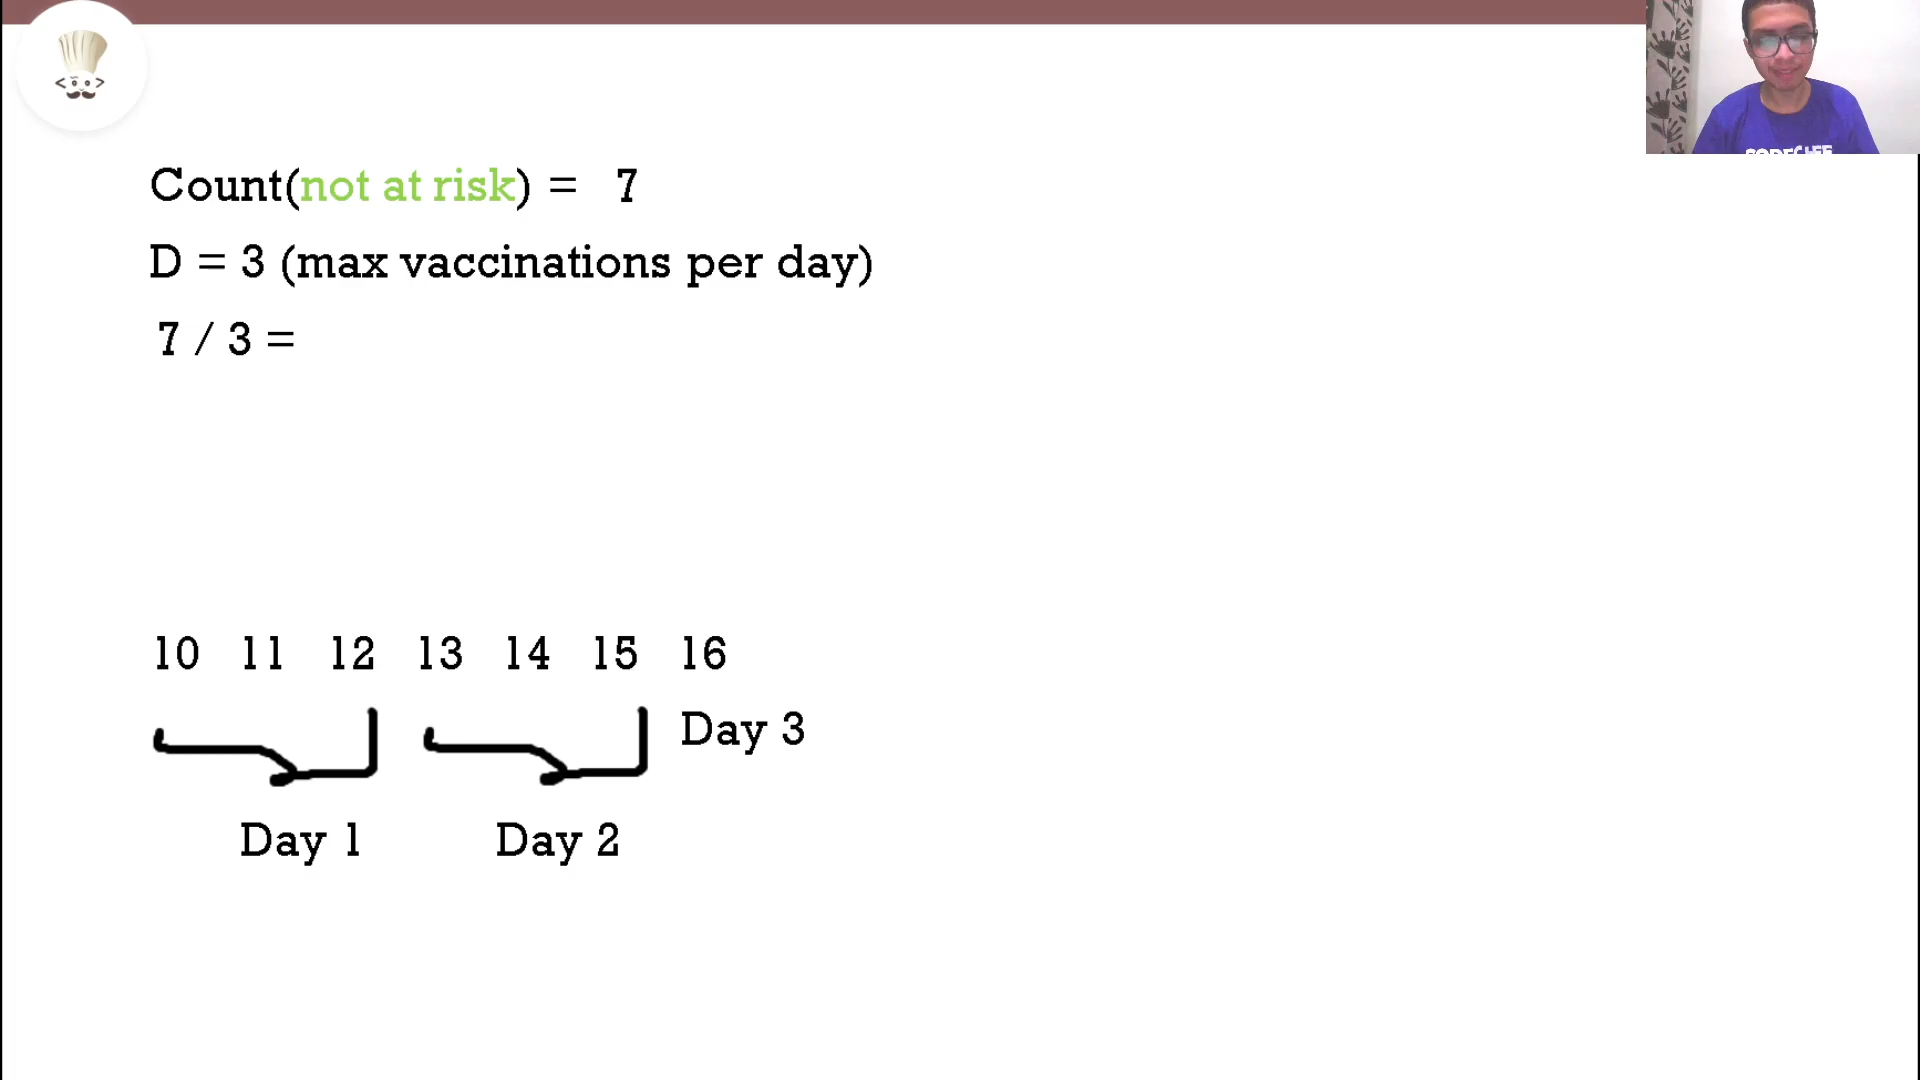 CODECHEF
Count(not at risk) = 7
D = 3 (max vaccinations per day)
7 / 3 =
10 11 12 13 14 15 16
Day 3
Day 1 Day 2